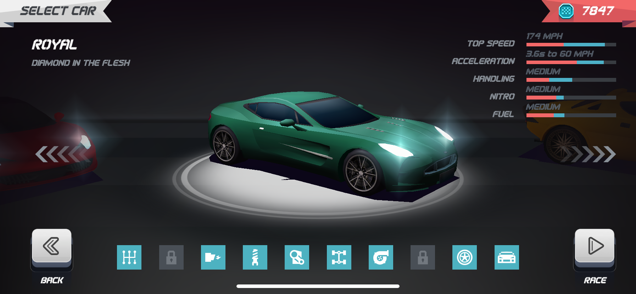 SELECT CAR
7847
ROYAL
DIAMOND IN THE FLESH
TOP SPEED
174 MPH
ACCELERATION
3.6s to 60 MPH
HANDLING
MEDIUM
NITRO
MEDIUM
FUEL
MEDIUM
BACK
RACE